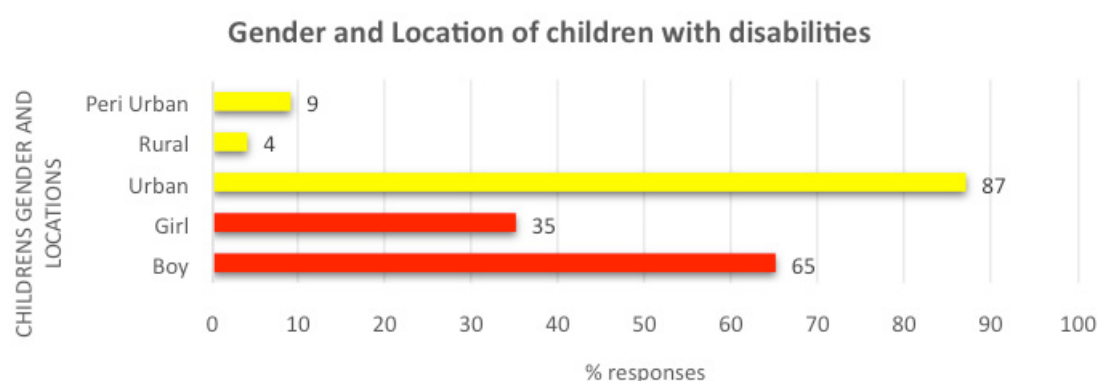 Gender and Location of children with disabilities
CHILDRENS GENDER AND
LOCATIONS
Peri Urban 9
Rural 4
Urban 87
Girl 35
Boy 65
0 10 20 30 40 50 60 70 80 90 100
% responses